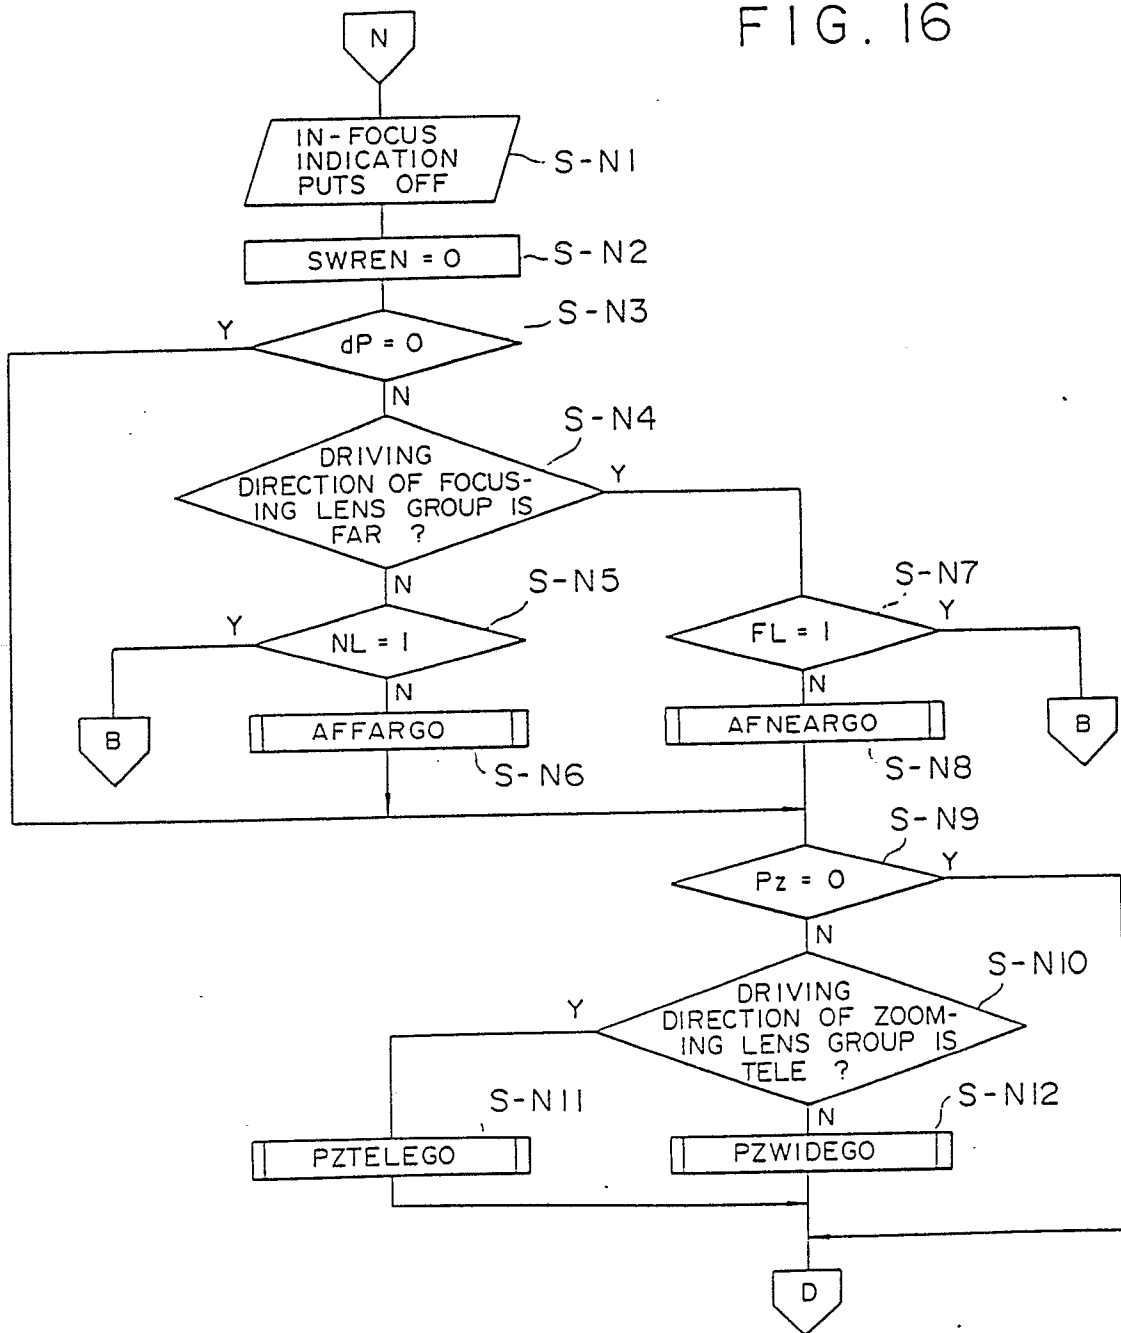 FIG. 16
N
IN-FOCUS
INDICATION
PUTS OFF
S-N1
SWREN = 0
S-N2
S-N3
Y
dP = 0
N
S-N4
DRIVING
DIRECTION OF FOCUS-
ING LENS GROUP IS
FAR ?
Y
N
S-N5
Y
NL = 1
N
S-N7
Y
FL = 1
N
B
AFFARGO
S-N6
AFNEARGO
S-N8
B
S-N9
Y
Pz = 0
N
S-N10
Y
DRIVING
DIRECTION OF ZOOM-
ING LENS GROUP IS
TELE ?
N
S-N11
PZTELEGO
S-N12
PZWIDEGO
D